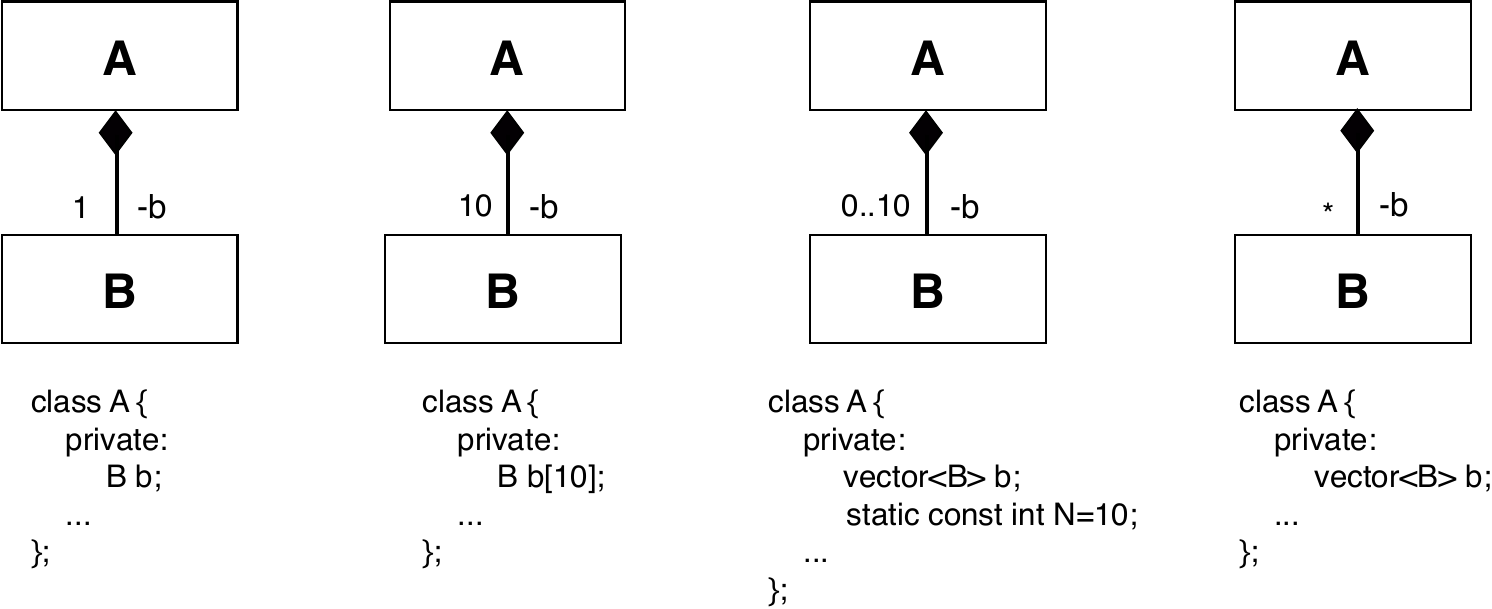 A
1 -b
B
class A {
private:
B b;
...
};
A
10 -b
B
class A {
private:
B b[10];
...
};
A
0..10 -b
B
class A {
private:
vector<B> b;
static const int N=10;
...
};
A
* -b
B
class A {
private:
vector<B> b;
...
};